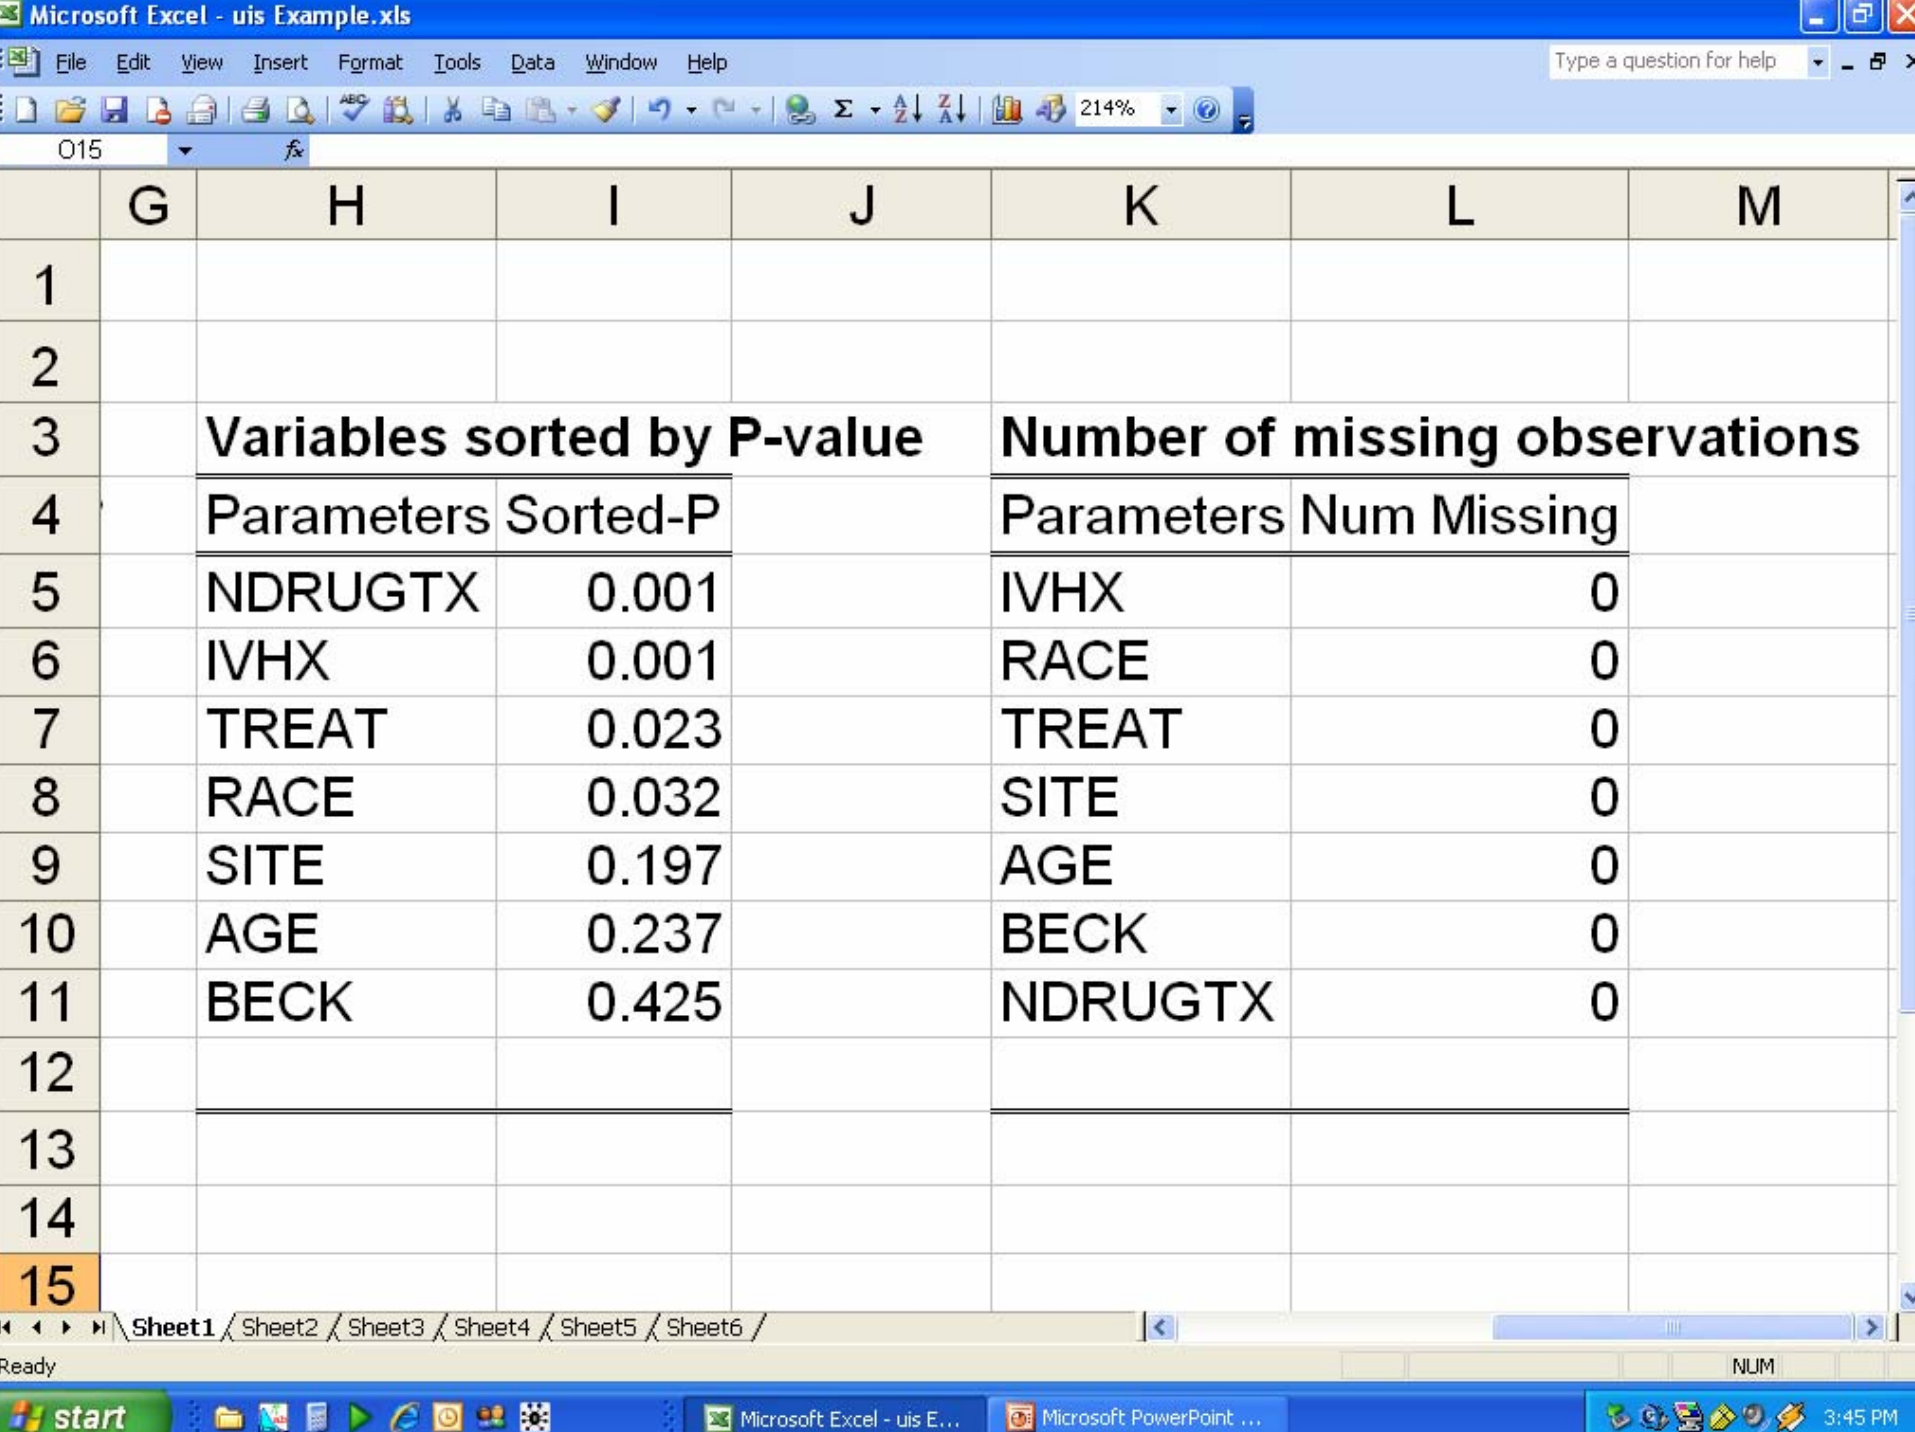 Microsoft Excel - uis Example.xls
File Edit View Insert Format Tools Data Window Help Type a question for help
ABC Σ A Z Z A 214%
O15 fx
G H I J K L M
1
2
3 Variables sorted by P-value Number of missing observations
4 Parameters Sorted-P Parameters Num Missing
5 NDRUGTX 0.001 IVHX 0
6 IVHX 0.001 RACE 0
7 TREAT 0.023 TREAT 0
8 RACE 0.032 SITE 0
9 SITE 0.197 AGE 0
10 AGE 0.237 BECK 0
11 BECK 0.425 NDRUGTX 0
12
13
14
15
Sheet1 / Sheet2 / Sheet3 / Sheet4 / Sheet5 / Sheet6 /
Ready NUM
start Microsoft Excel - uis E... Microsoft PowerPoint ... 3:45 PM